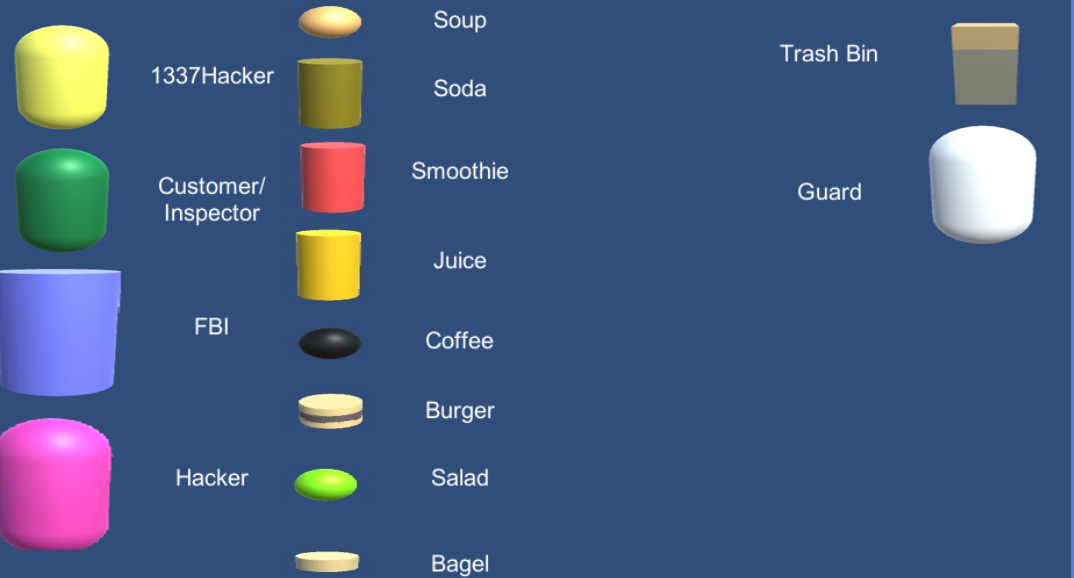 1337Hacker
Customer/
Inspector
FBI
Hacker
Soup
Soda
Smoothie
Juice
Coffee
Burger
Salad
Bagel
Trash Bin
Guard